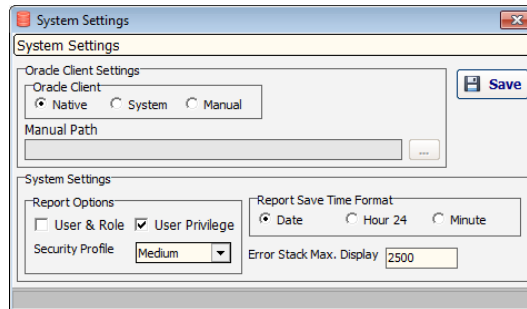 System Settings
System Settings
Oracle Client Settings
Oracle Client
Native System Manual
Save
Manual Path
...
System Settings
Report Options
User & Role User Privilege
Security Profile Medium
Report Save Time Format
Date Hour 24 Minute
Error Stack Max. Display 2500